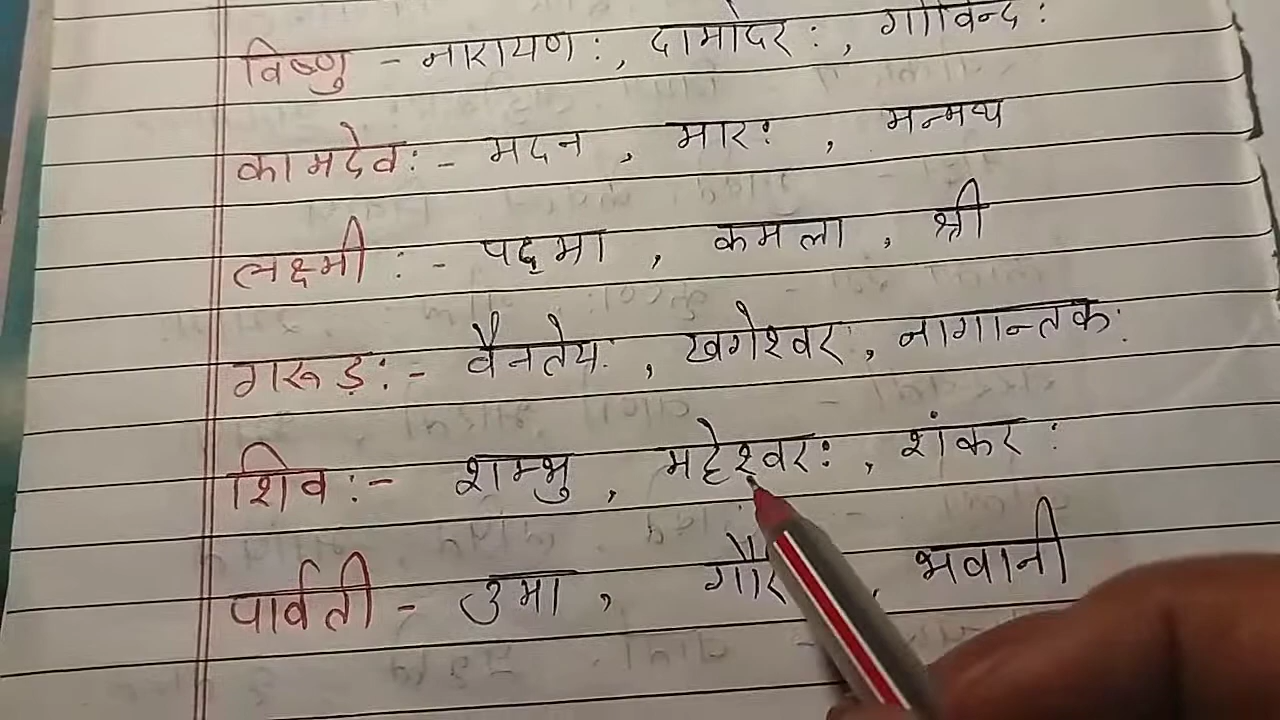 विष्णु - नारायण:, दामोदर:, गोविन्द:
कामदेव:- मदन , मार: , मन्मथ
लक्ष्मी:- पद्मा , कमला , श्री
गरूड़:- वैनतेय: , खगेश्वर: , नागान्तक:
शिव:- शम्भु , महेश्वर: , शंकर:
पार्वती - उमा , भवानी